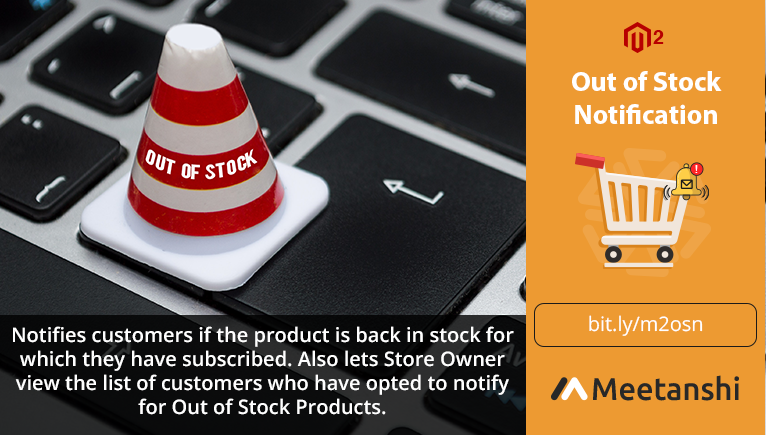 OUT OF STOCK
Notifies customers if the product is back in stock for
which they have subscribed. Also lets Store Owner
view the list of customers who have opted to notify
for Out of Stock Products.
2
Out of Stock
Notification
!
bit.ly/m2osn
Meetanshi